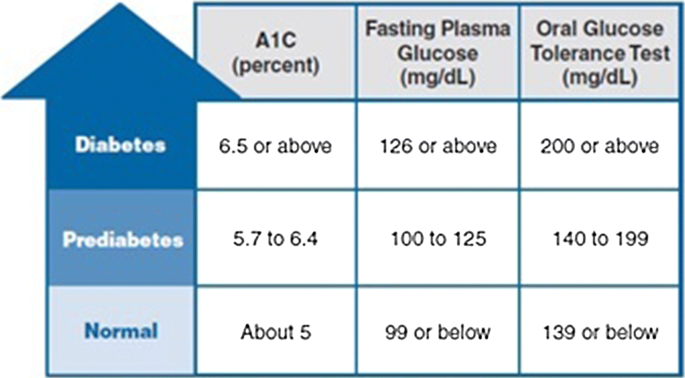 A1C
(percent)
Fasting Plasma
Glucose
(mg/dL)
Oral Glucose
Tolerance Test
(mg/dL)
Diabetes
6.5 or above
126 or above
200 or above
Prediabetes
5.7 to 6.4
100 to 125
140 to 199
Normal
About 5
99 or below
139 or below